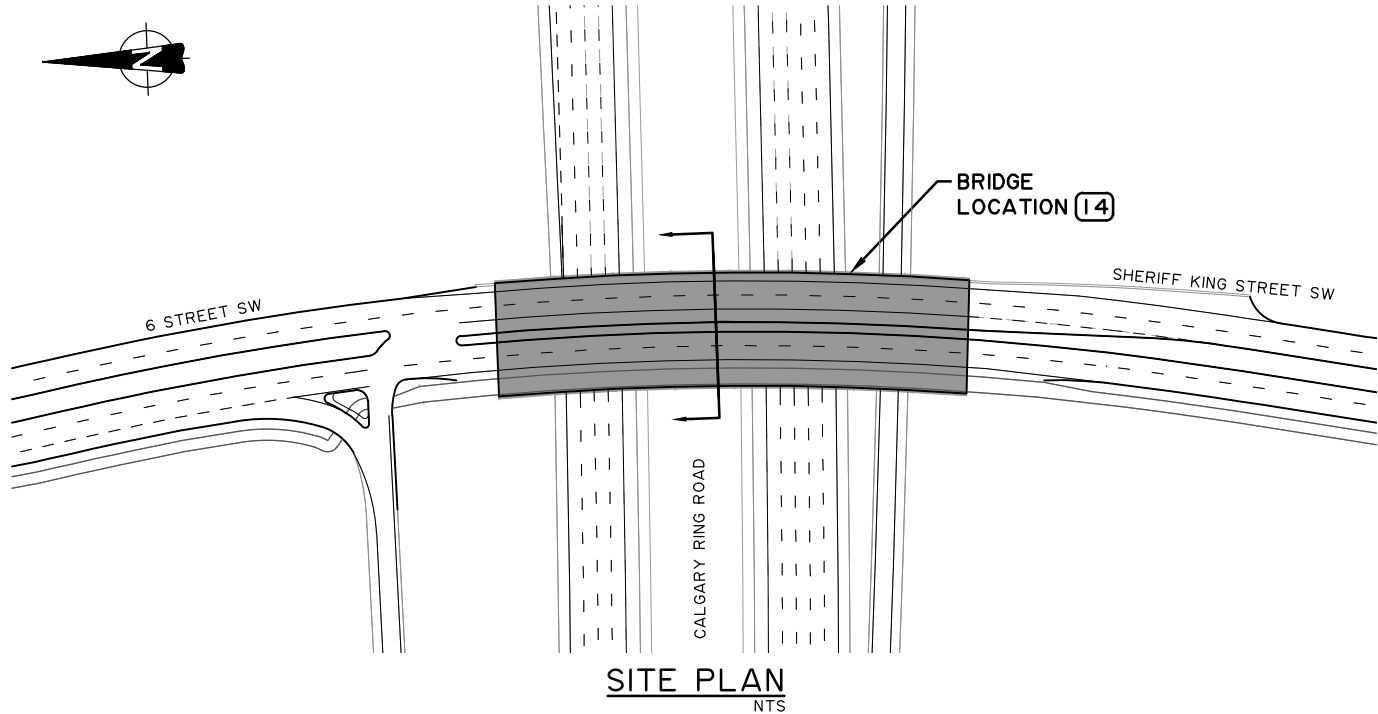 N
BRIDGE
LOCATION 14
SHERIFF KING STREET SW
6 STREET SW
CALGARY RING ROAD
SITE PLAN
NTS